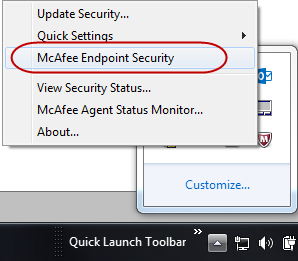 Update Security...
Quick Settings
McAfee Endpoint Security
View Security Status...
McAfee Agent Status Monitor...
About...
Customize...
Quick Launch Toolbar